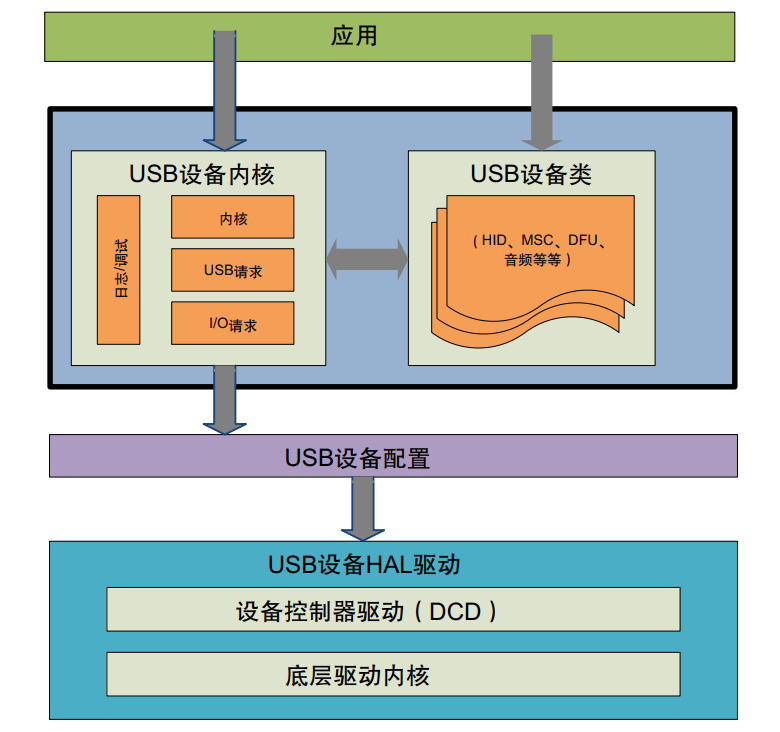 应用
USB设备内核
日志/调试
内核
USB请求
I/O请求
USB设备类
（HID、MSC、DFU、
音频等等）
USB设备配置
USB设备HAL驱动
设备控制器驱动（DCD）
底层驱动内核